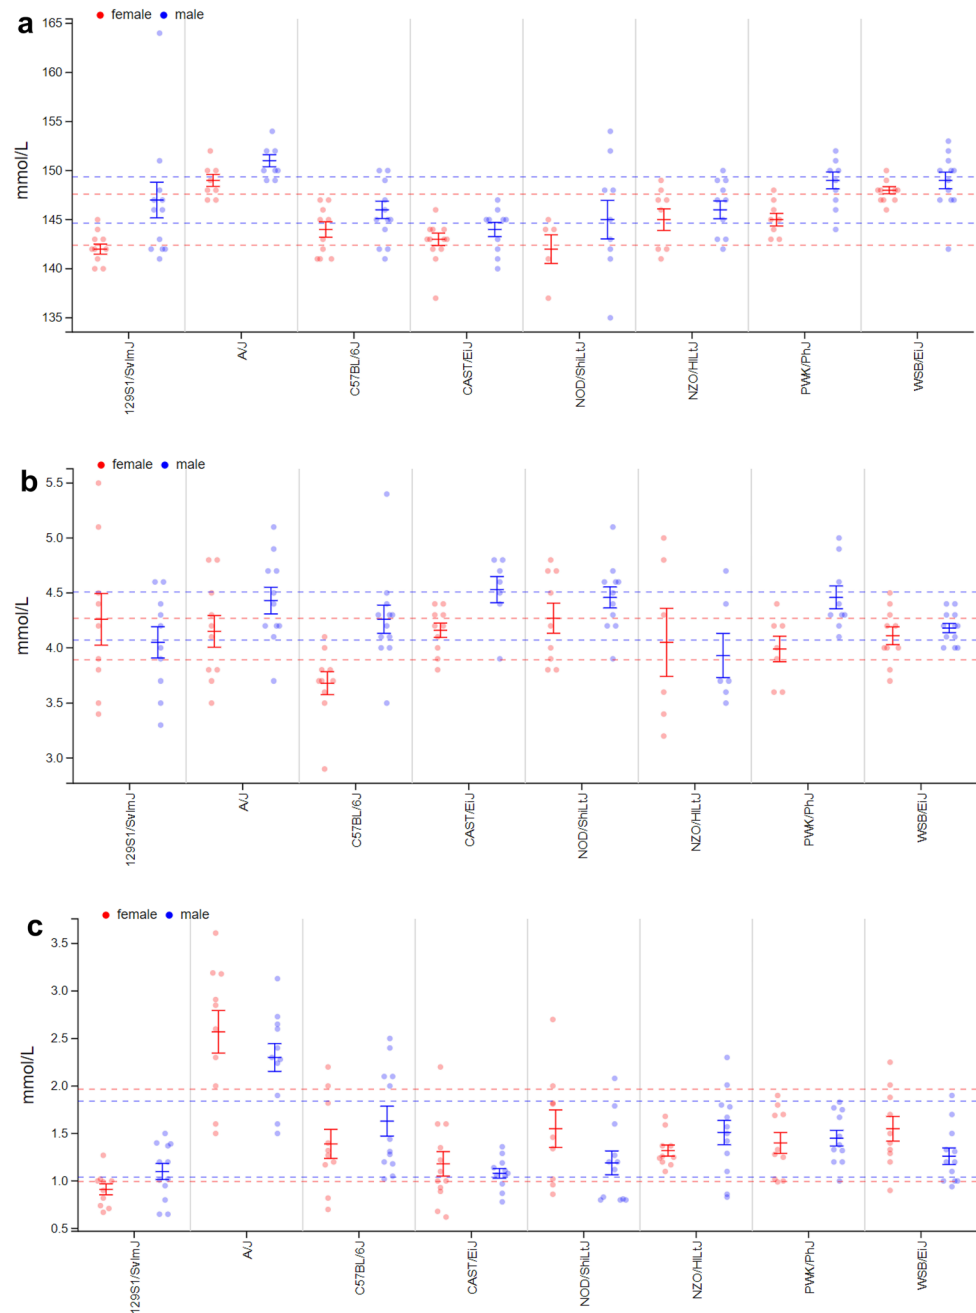 a
female male
mmol/L
165
160
155
150
145
140
135
129S1/SvImJ
A/J
C57BL/6J
CAST/EiJ
NOD/ShiLtJ
NZO/HlLtJ
PWK/PhJ
WSB/EiJ
b
female male
mmol/L
5.5
5.0
4.5
4.0
3.5
3.0
129S1/SvImJ
A/J
C57BL/6J
CAST/EiJ
NOD/ShiLtJ
NZO/HlLtJ
PWK/PhJ
WSB/EiJ
c
female male
mmol/L
3.5
3.0
2.5
2.0
1.5
1.0
0.5
129S1/SvImJ
A/J
C57BL/6J
CAST/EiJ
NOD/ShiLtJ
NZO/HlLtJ
PWK/PhJ
WSB/EiJ